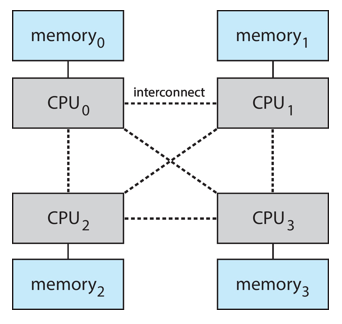 memory₀
memory₁
interconnect
CPU₀
CPU₁
CPU₂
CPU₃
memory₂
memory₃